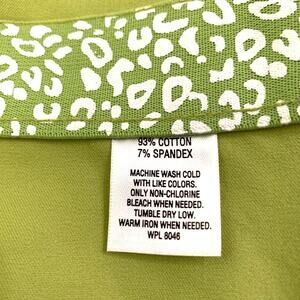 93% COTTON
7% SPANDEX
MACHINE WASH COLD
WITH LIKE COLORS.
ONLY NON-CHLORINE
BLEACH WHEN NEEDED.
TUMBLE DRY LOW.
WARM IRON WHEN NEEDED.
WPL 8046